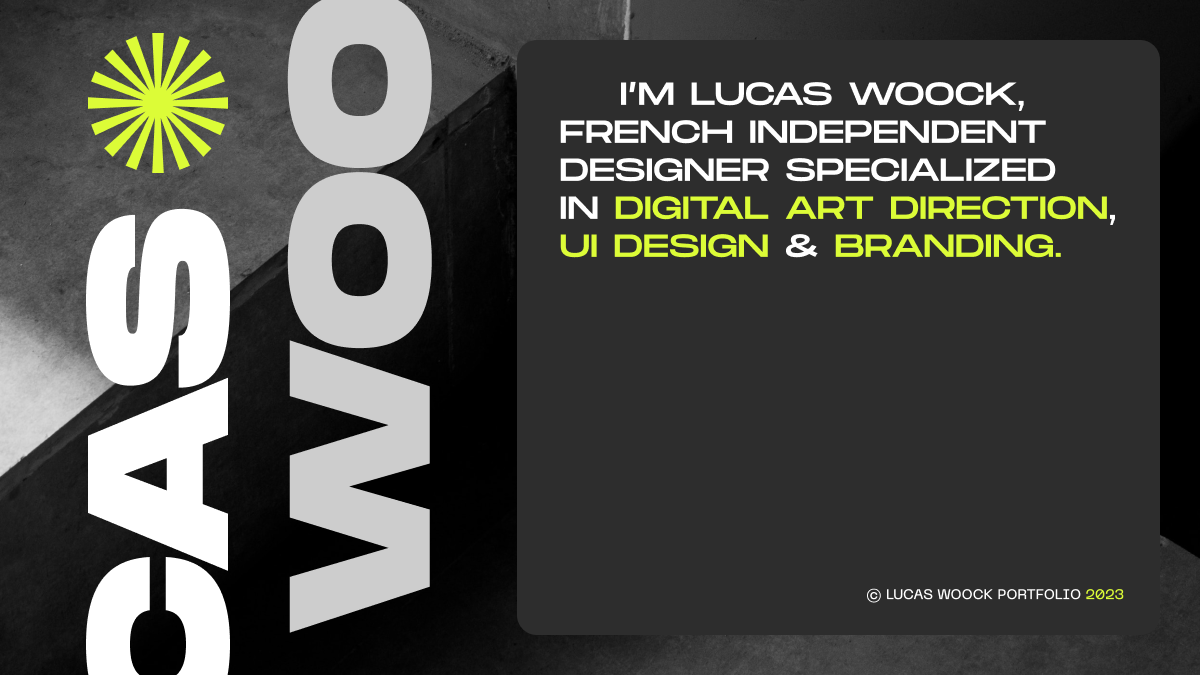 CAS
WOO
I'M LUCAS WOOCK,
FRENCH INDEPENDENT
DESIGNER SPECIALIZED
IN DIGITAL ART DIRECTION,
UI DESIGN & BRANDING.
© LUCAS WOOCK PORTFOLIO 2023